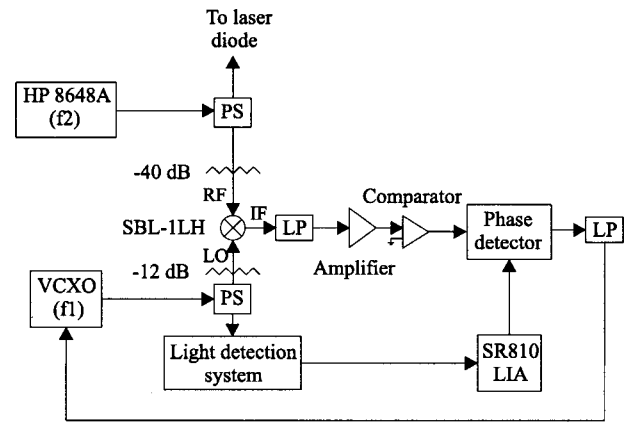 To laser
diode
HP 8648A
(f2)
PS
-40 dB
RF
Comparator
SBL-1LH
IF
LP
Phase
detector
LP
LO
Amplifier
-12 dB
VCXO
(f1)
PS
Light detection
system
SR810
LIA